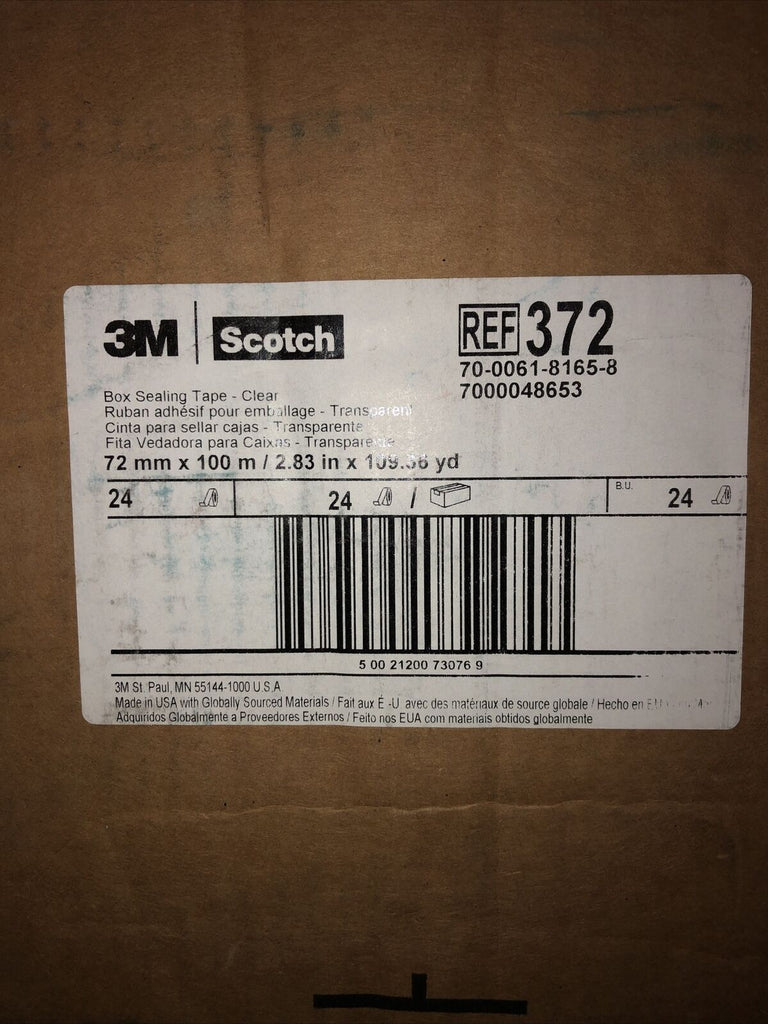 3M Scotch
REF 372
70-0061-8165-8
7000048653
Box Sealing Tape - Clear
Ruban adhésif pour emballage - Transparent
Cinta para sellar cajas - Transparente
Fita Vedadora para Caixas - Transparente
72 mm x 100 m / 2.83 in x 109.36 yd
24
24 /
B.U.
24
5 00 21200 73076 9
3M St. Paul, MN 55144-1000 U.S.A.
Made in USA with Globally Sourced Materials / Fait aux É.-U. avec des matériaux de source globale / Hecho en
Adquiridos Globalmente a Proveedores Externos / Feito nos EUA com materiais obtidos globalmente